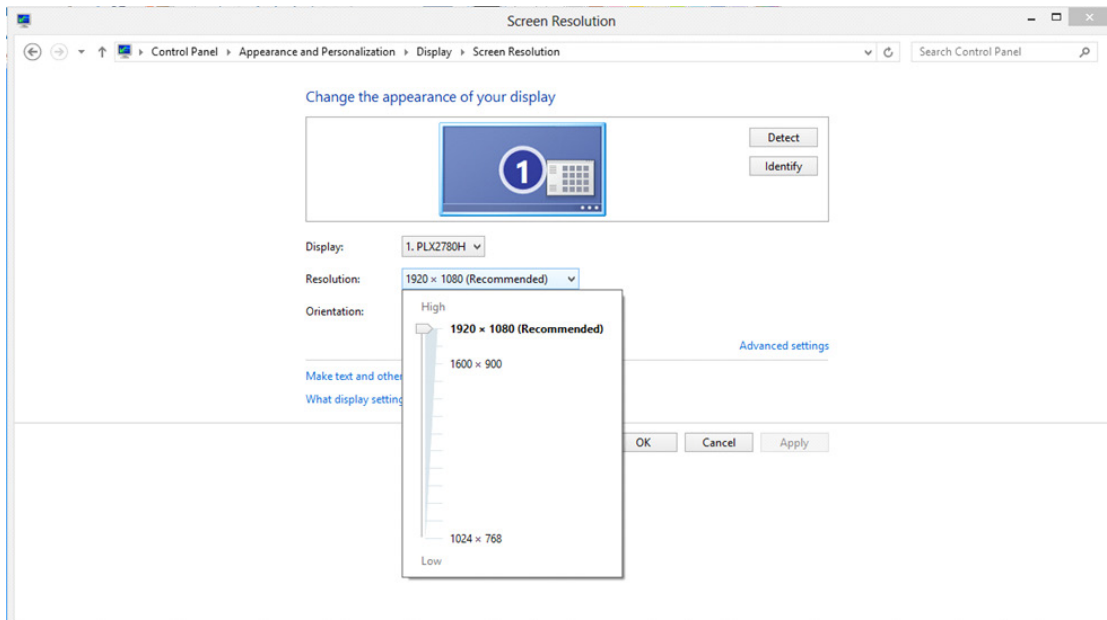 Screen Resolution
Control Panel Appearance and Personalization Display Screen Resolution Search Control Panel
Change the appearance of your display
1
Detect
Identify
Display: 1. PLX2780H
Resolution: 1920 × 1080 (Recommended)
Orientation:
High
1920 × 1080 (Recommended)
1600 × 900
Advanced settings
Make text and other
What display setting
OK Cancel Apply
1024 × 768
Low